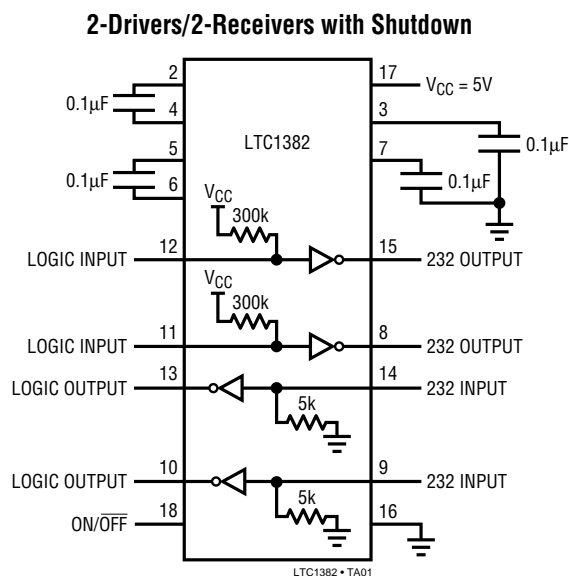 2-Drivers/2-Receivers with Shutdown
2
17
VCC = 5V
0.1µF
4
3
LTC1382
5
7
0.1µF
0.1µF
6
0.1µF
VCC
300k
12
15
LOGIC INPUT
232 OUTPUT
VCC
300k
11
8
LOGIC INPUT
232 OUTPUT
13
14
LOGIC OUTPUT
232 INPUT
5k
10
9
LOGIC OUTPUT
232 INPUT
5k
18
16
ON/OFF
LTC1382 • TA01